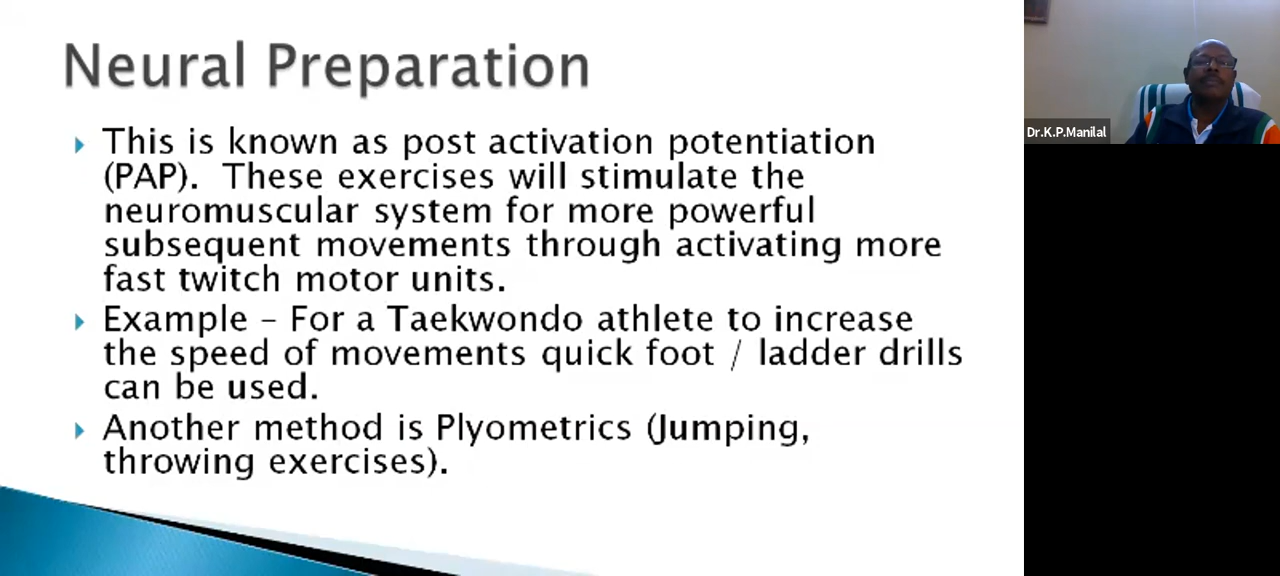 Neural Preparation
This is known as post activation potentiation
(PAP). These exercises will stimulate the
neuromuscular system for more powerful
subsequent movements through activating more
fast twitch motor units.
Example – For a Taekwondo athlete to increase
the speed of movements quick foot / ladder drills
can be used.
Another method is Plyometrics (Jumping,
throwing exercises).
Dr.K.P.Manilal